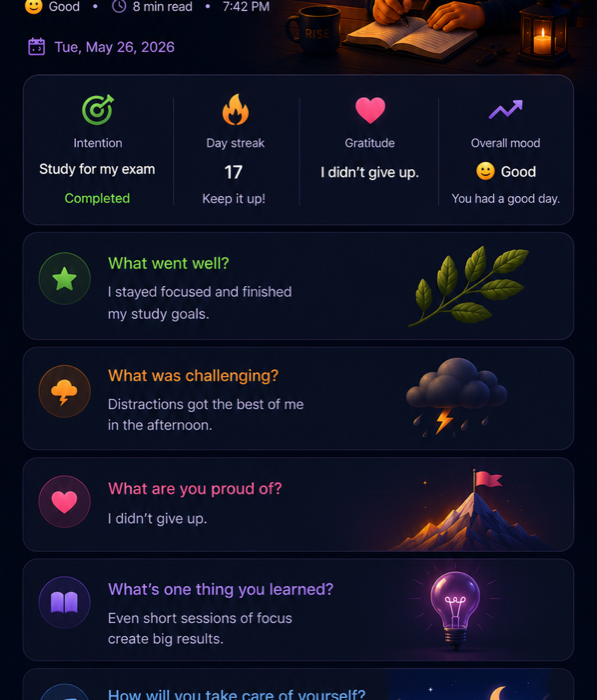 Good • 8 min read • 7:42 PM
RISE
Tue, May 26, 2026
Intention
Study for my exam
Completed
Day streak
17
Keep it up!
Gratitude
I didn't give up.
Overall mood
Good
You had a good day.
What went well?
I stayed focused and finished
my study goals.
What was challenging?
Distractions got the best of me
in the afternoon.
What are you proud of?
I didn't give up.
What's one thing you learned?
Even short sessions of focus
create big results.
How will you take care of yourself?